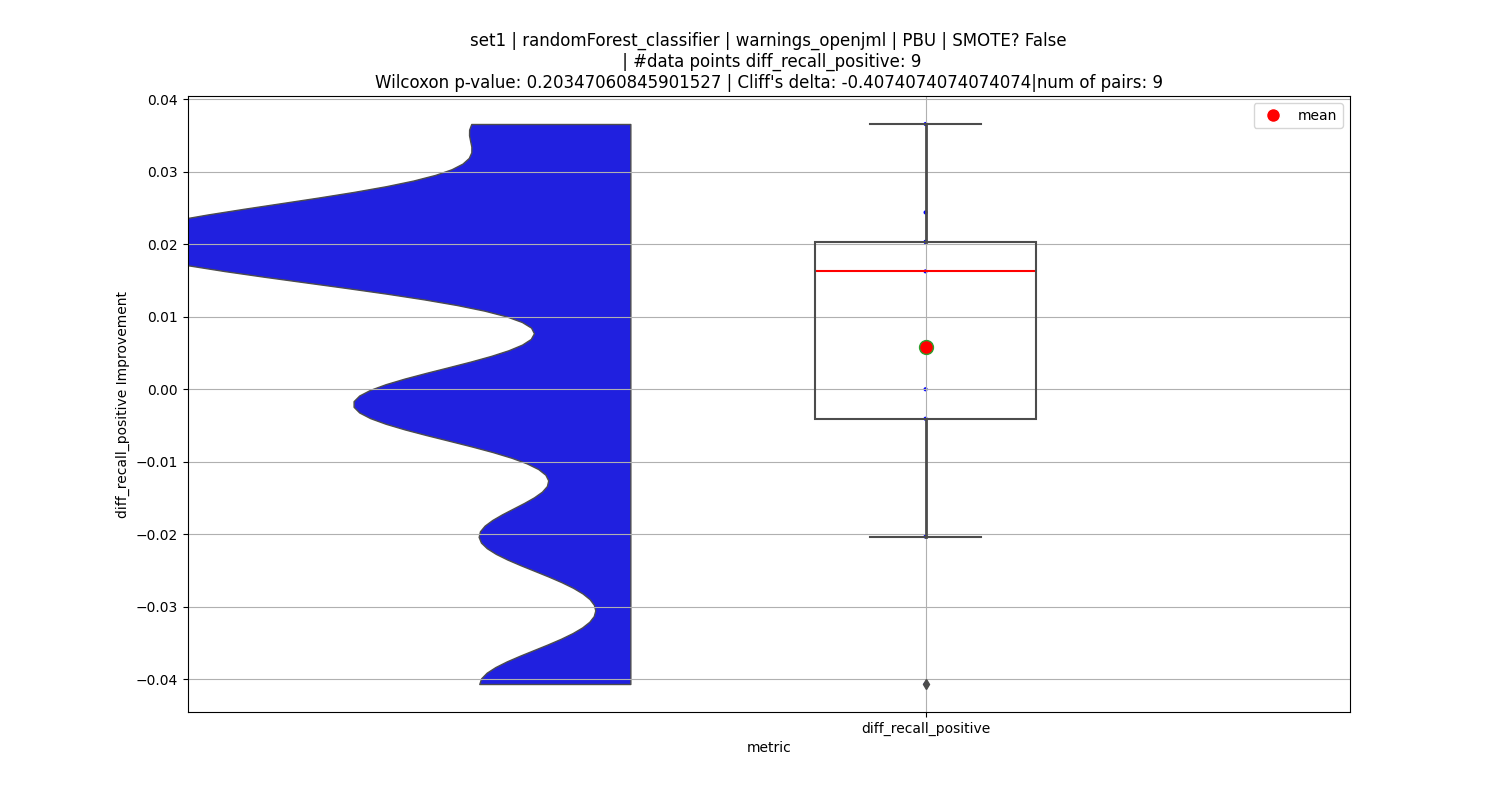 set1 | randomForest_classifier | warnings_openjml | PBU | SMOTE? False
| #data points diff_recall_positive: 9
Wilcoxon p-value: 0.20347060845901527 | Cliff's delta: -0.4074074074074074|num of pairs: 9
mean
0.04
0.03
0.02
0.01
0.00
−0.01
−0.02
−0.03
−0.04
diff_recall_positive Improvement
diff_recall_positive
metric